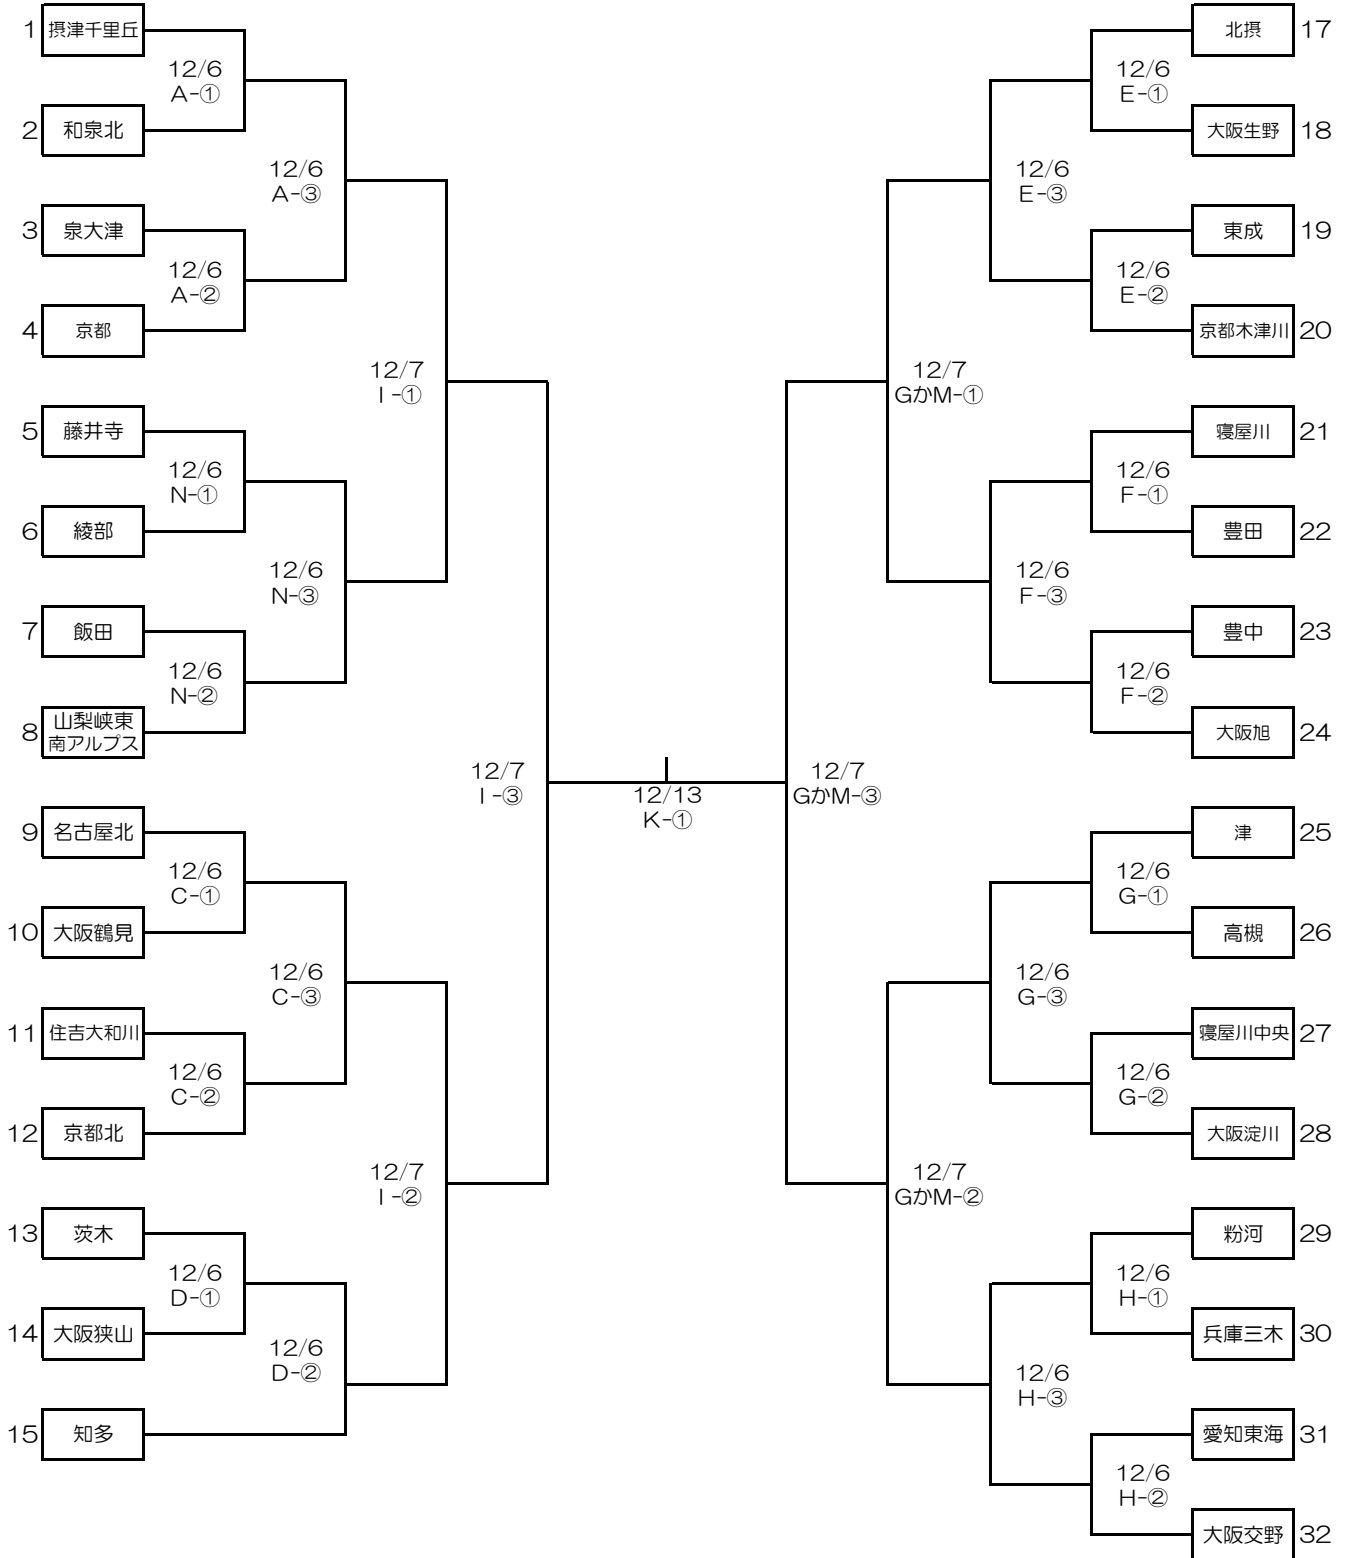 1 摂津千里丘
12/6
A-①
2 和泉北
12/6
A-③
3 泉大津
12/6
A-②
4 京都
12/7
I-①
5 藤井寺
12/6
N-①
6 綾部
12/6
N-③
7 飯田
12/6
N-②
8 山梨峡東
南アルプス
12/7
I-③
9 名古屋北
12/6
C-①
10 大阪鶴見
12/6
C-③
11 住吉大和川
12/6
C-②
12 京都北
12/7
I-②
13 茨木
12/6
D-①
14 大阪狭山
12/6
D-②
15 知多
12/13
K-①
北摂 17
12/6
E-①
大阪生野 18
12/6
E-③
東成 19
12/6
E-②
京都木津川 20
12/7
GかM-①
寝屋川 21
12/6
F-①
豊田 22
12/6
F-③
豊中 23
12/6
F-②
大阪旭 24
12/7
GかM-③
津 25
12/6
G-①
高槻 26
12/6
G-③
寝屋川中央 27
12/6
G-②
大阪淀川 28
12/7
GかM-②
粉河 29
12/6
H-①
兵庫三木 30
12/6
H-③
愛知東海 31
12/6
H-②
大阪交野 32